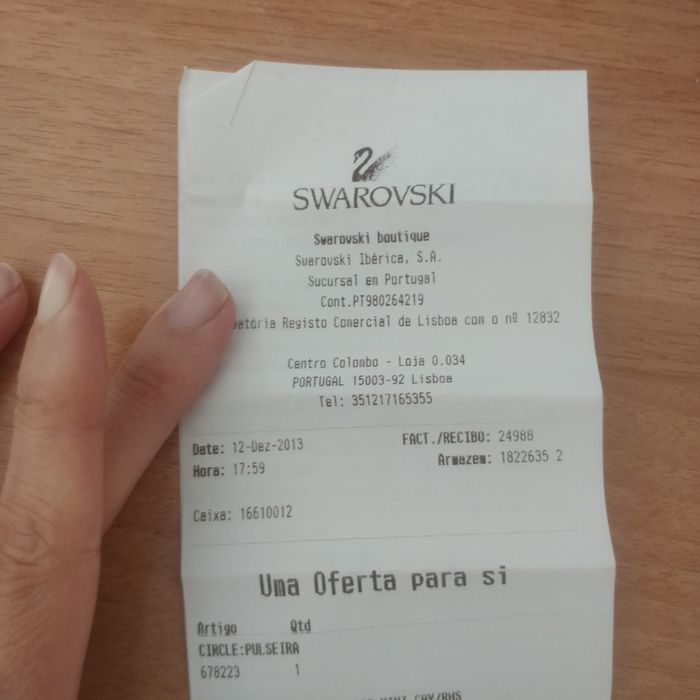 SWAROVSKI
Swarovski boutique
Swarovski Ibérica, S.A.
Sucursal en Portugal
Cont.PT980264219
Registo Comercial de Lisboa com o nº 12832
Centro Colombo - Loja 0.034
PORTUGAL 15003-92 Lisboa
Tel: 351217165355
Date: 12-Dez-2013 FACT./RECIBO: 24988
Hora: 17:59 Armazem: 1822635 2
Caixa: 16610012
Uma Oferta para si
Artigo Qtd
CIRCLE:PULSEIRA
678223 1